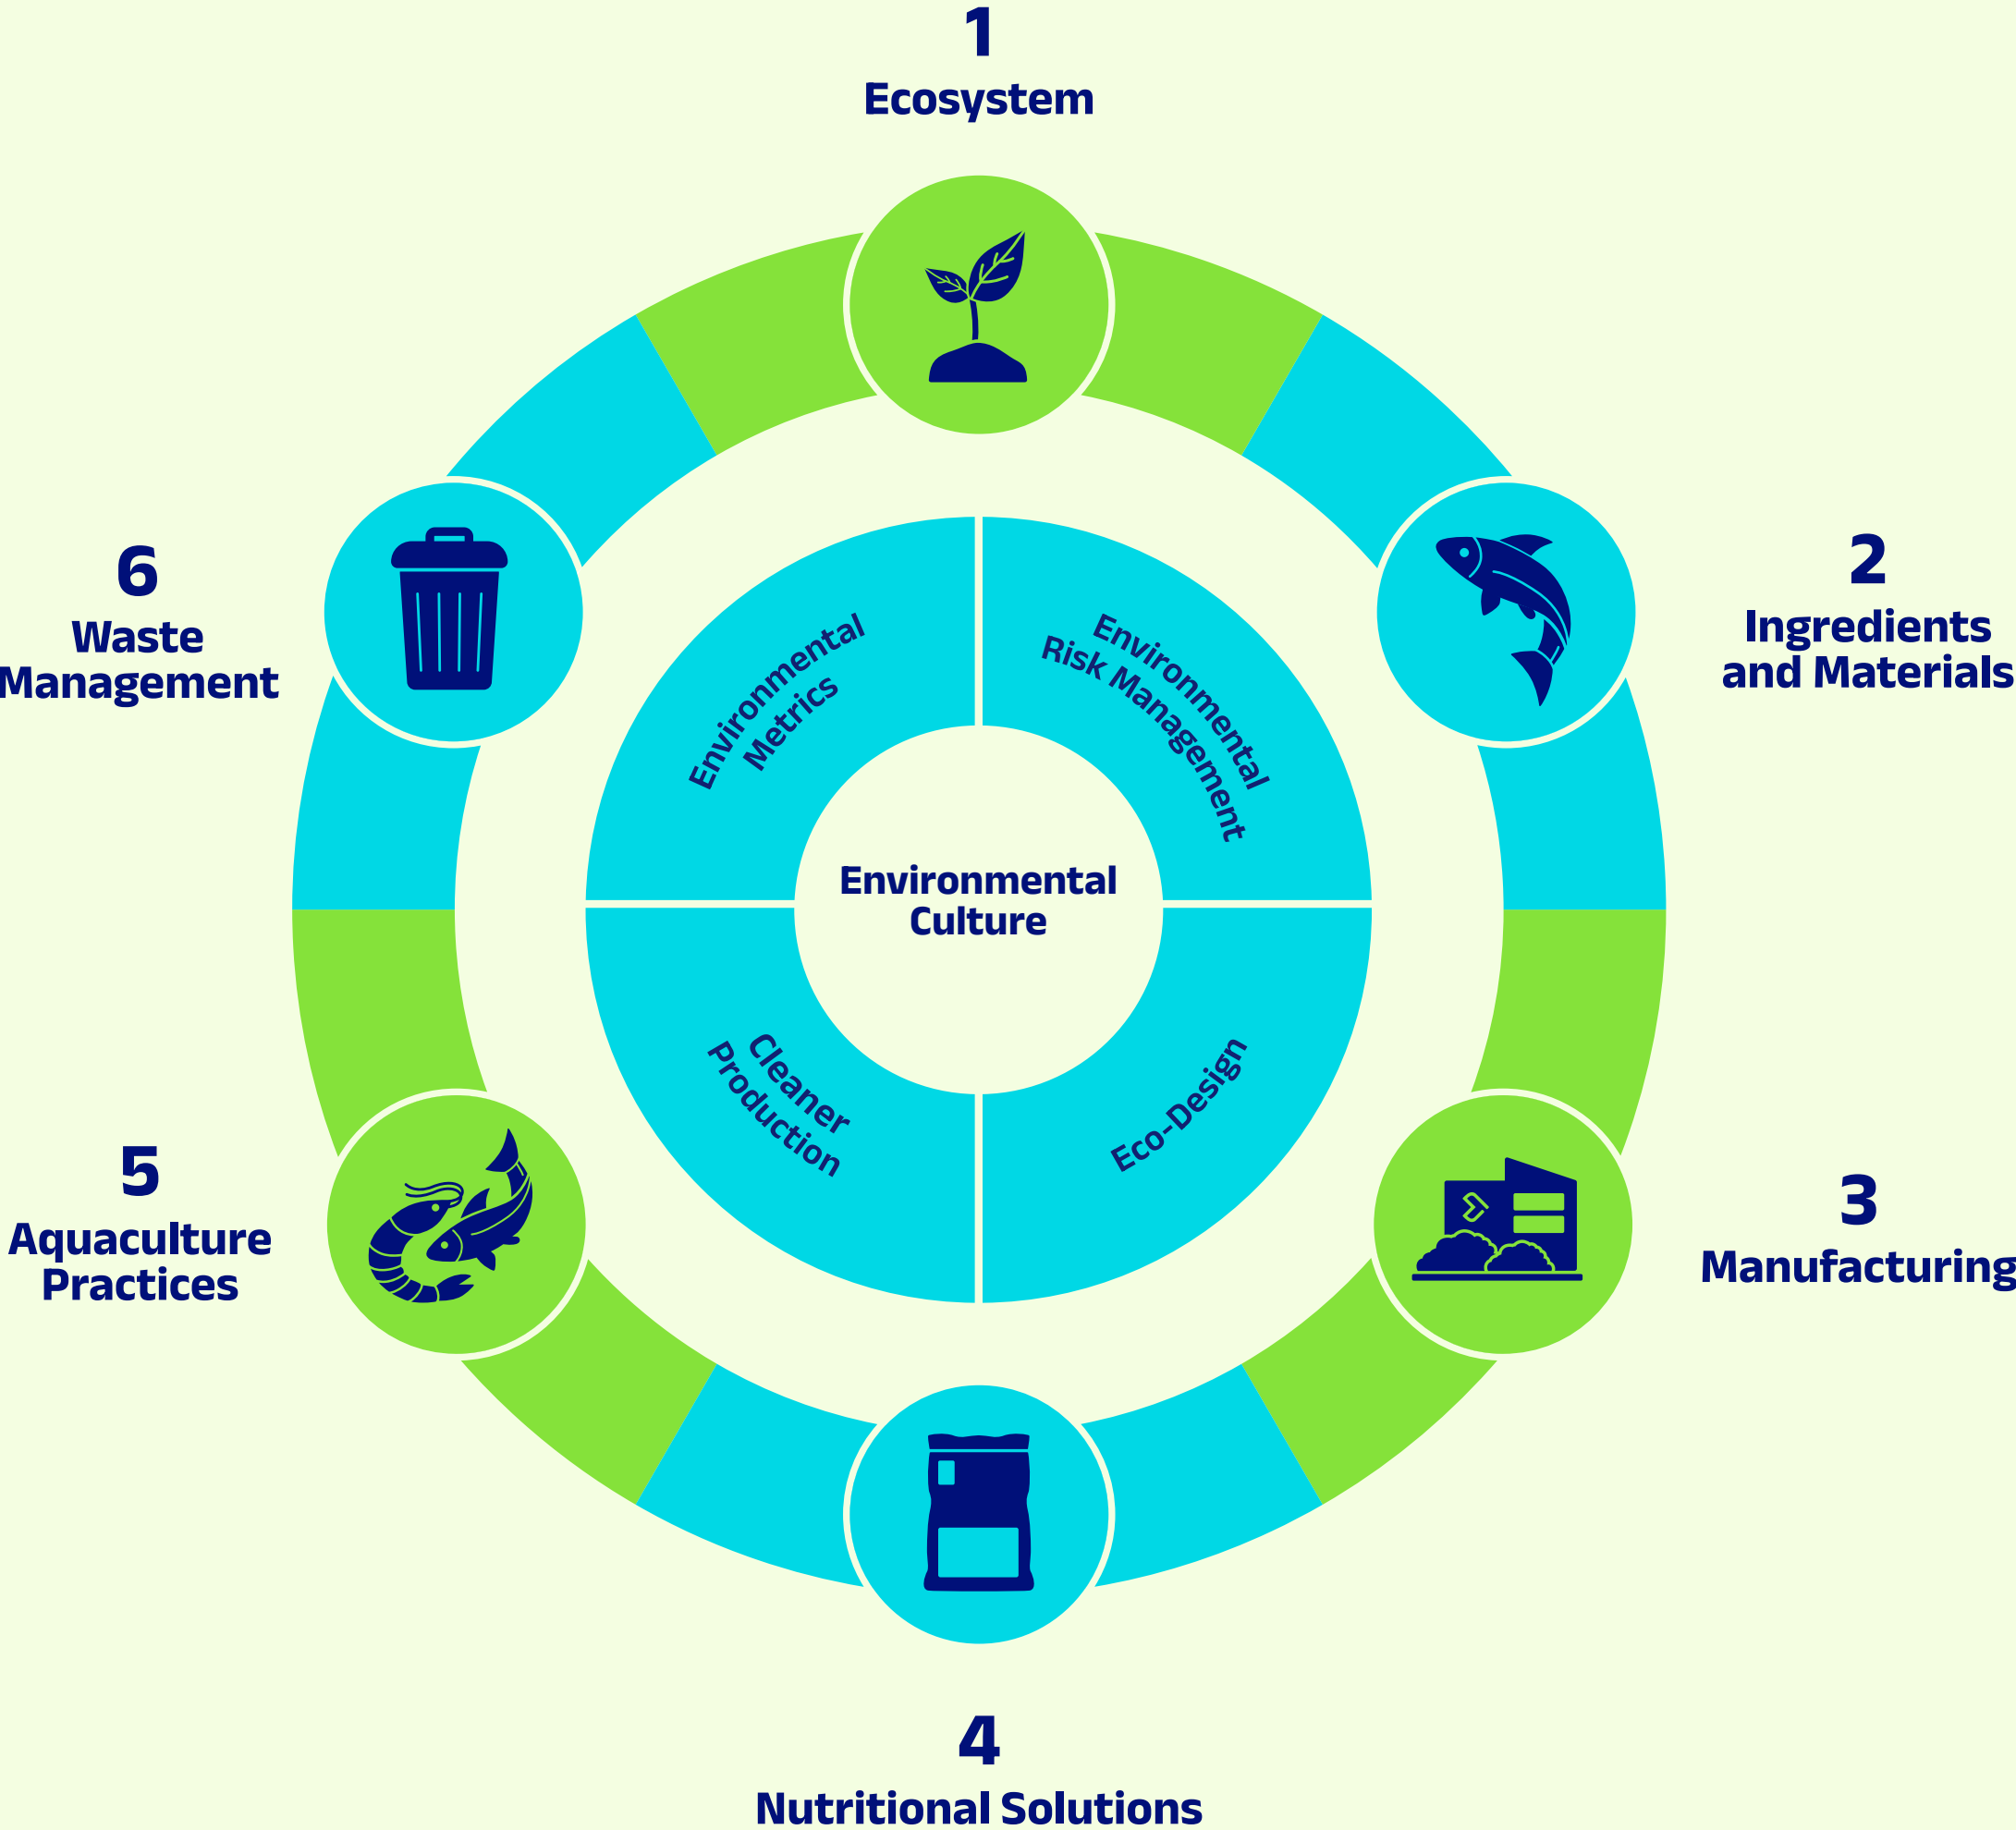 1
Ecosystem
2
Ingredients
and Materials
3
Manufacturing
4
Nutritional Solutions
5
Aquaculture
Practices
6
Waste
Management
Environmental
Metrics
Environmental
Risk Management
Environmental
Culture
Cleaner
Production
Eco-Design